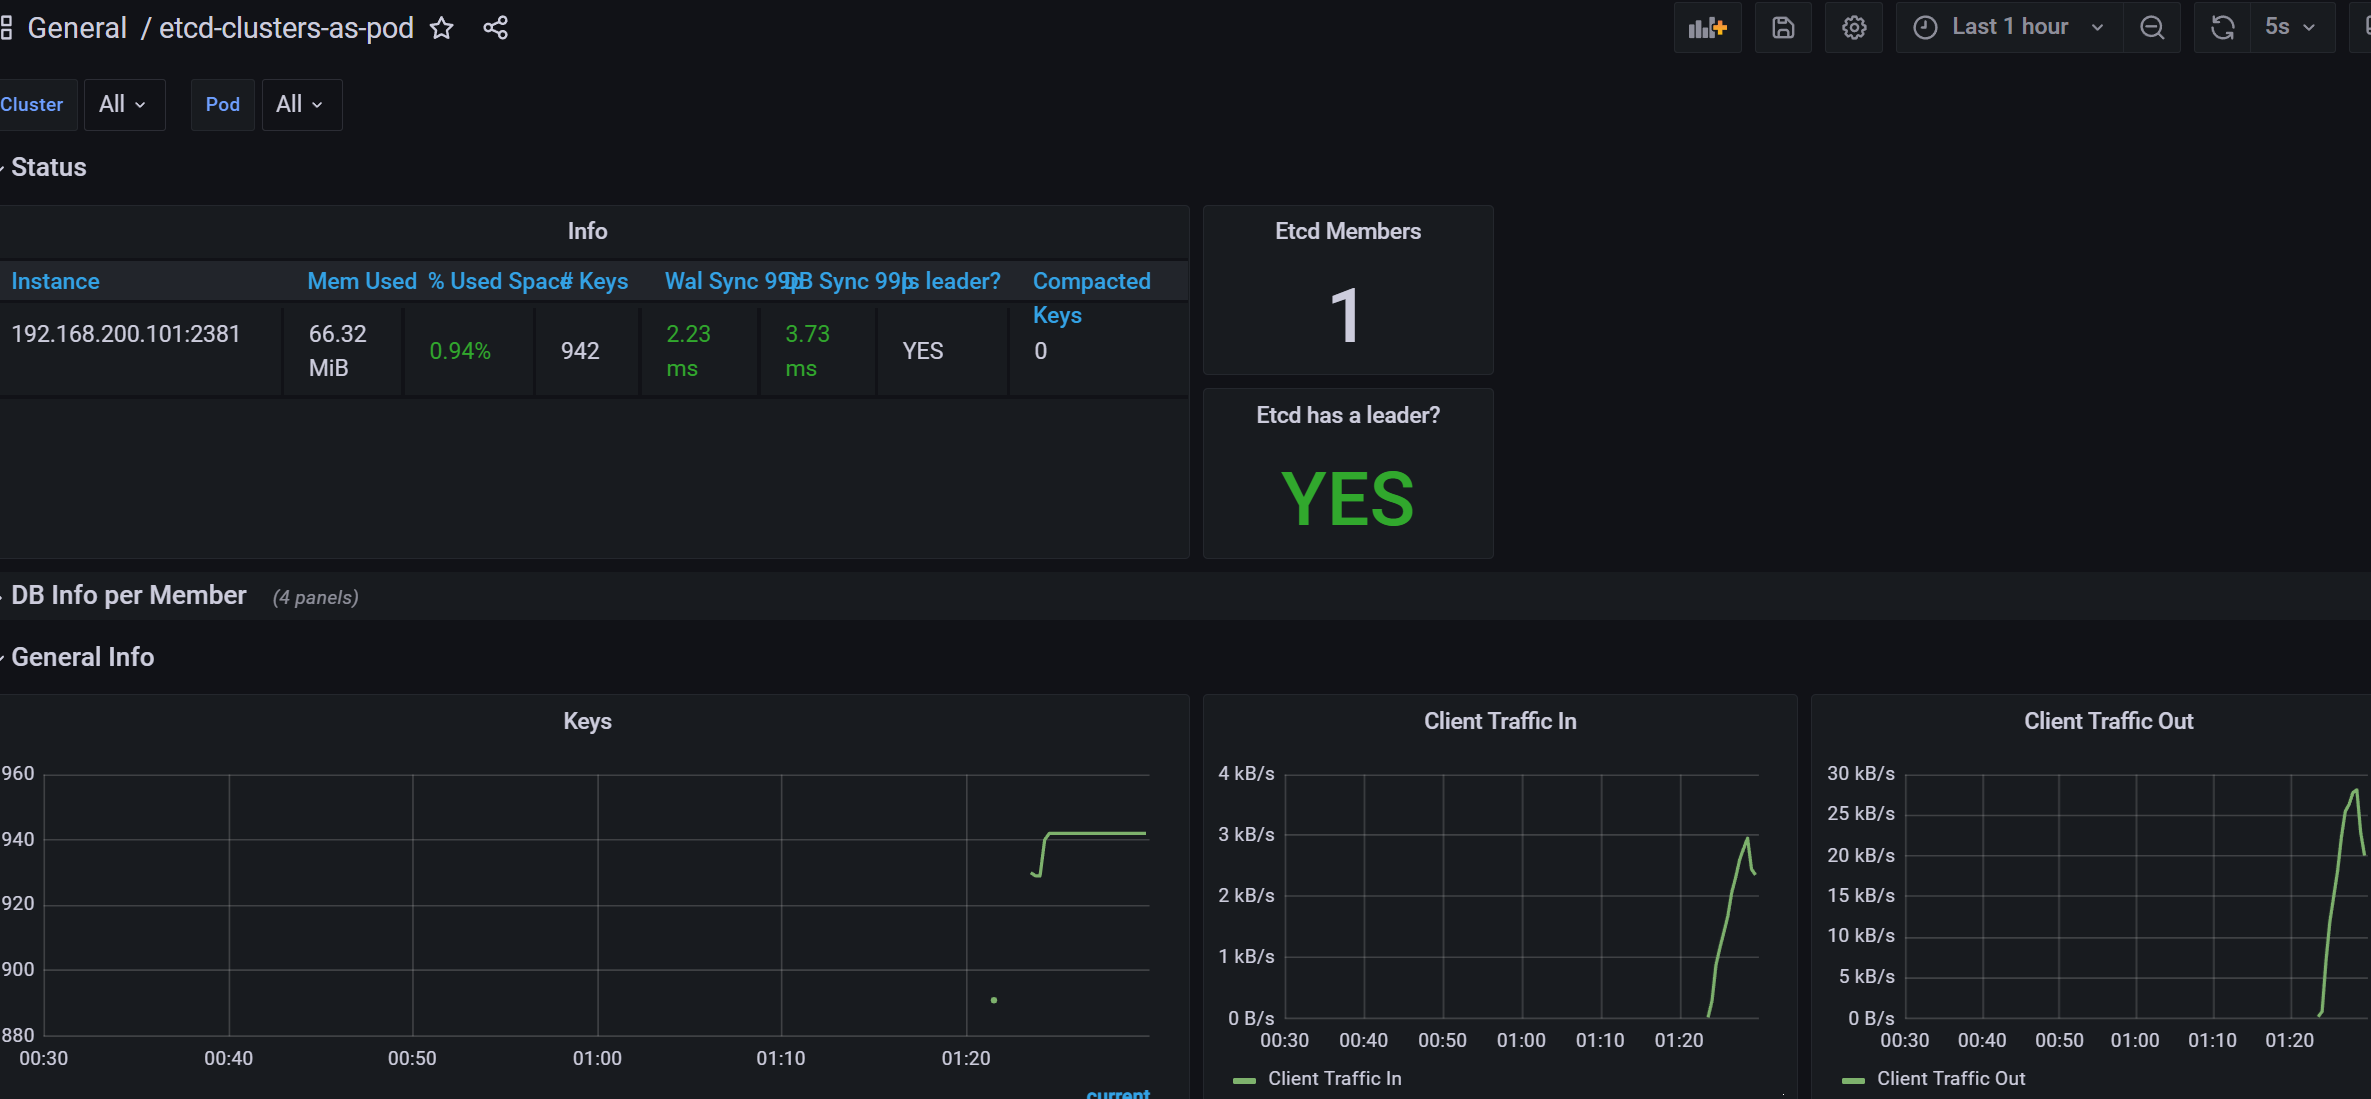 General / etcd-clusters-as-pod
Last 1 hour
5s
Cluster
All
Pod
All
Status
Info
Instance
Mem Used
% Used Space
# Keys
Wal Sync 99p
DB Sync 99p
Is leader?
Compacted
Keys
192.168.200.101:2381
66.32
MiB
0.94%
942
2.23
ms
3.73
ms
YES
0
Etcd Members
1
Etcd has a leader?
YES
DB Info per Member (4 panels)
General Info
Keys
960
940
920
900
880
00:30
00:40
00:50
01:00
01:10
01:20
current
Client Traffic In
4 kB/s
3 kB/s
2 kB/s
1 kB/s
0 B/s
00:30
00:40
00:50
01:00
01:10
01:20
Client Traffic In
Client Traffic Out
30 kB/s
25 kB/s
20 kB/s
15 kB/s
10 kB/s
5 kB/s
0 B/s
00:30
00:40
00:50
01:00
01:10
01:20
Client Traffic Out